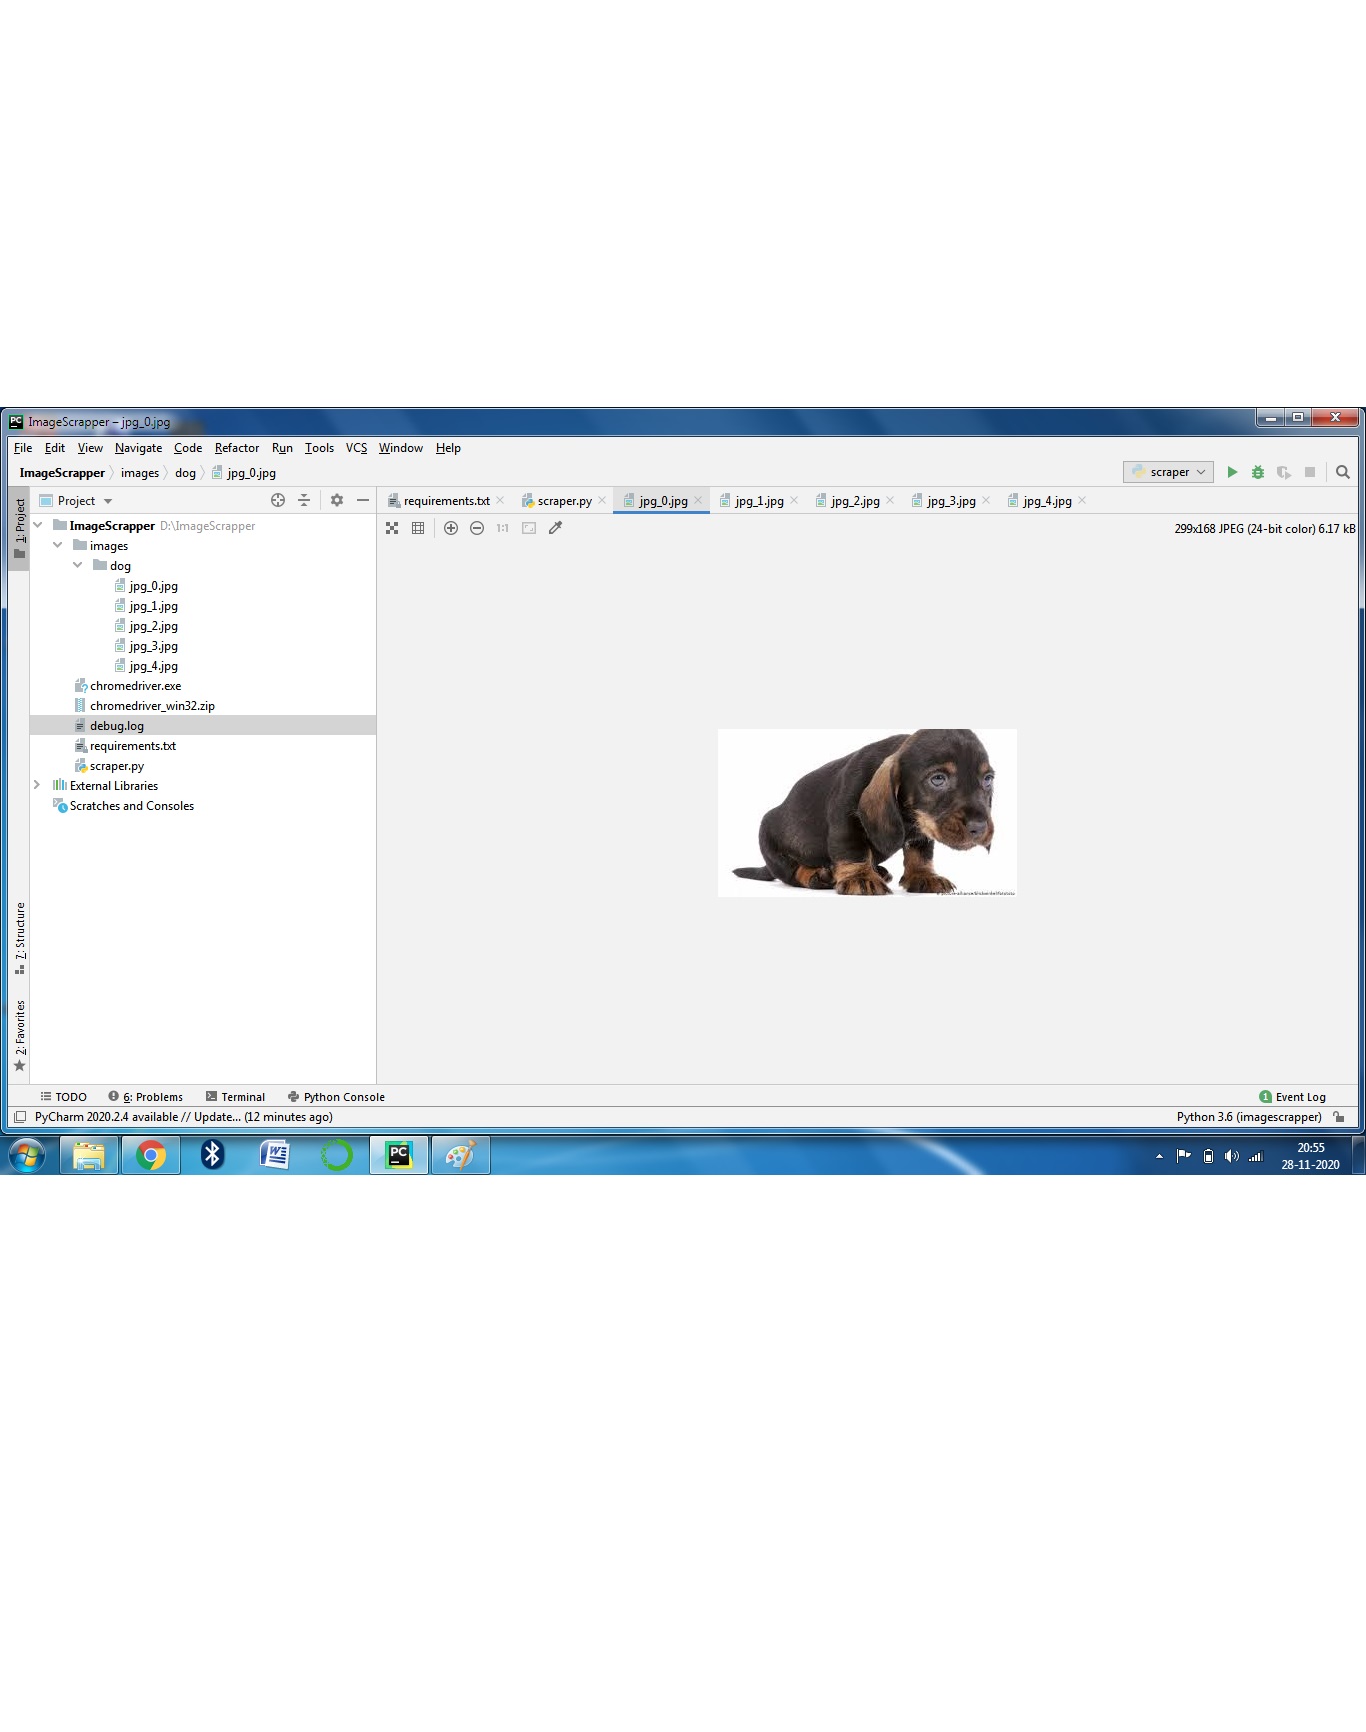 ImageScrapper – jpg_0.jpg
File Edit View Navigate Code Refactor Run Tools VCS Window Help
ImageScrapper images dog jpg_0.jpg scraper
1: Project
Project
requirements.txt scraper.py jpg_0.jpg jpg_1.jpg jpg_2.jpg jpg_3.jpg jpg_4.jpg
1:1 299x168 JPEG (24-bit color) 6.17 kB
ImageScrapper D:\ImageScrapper
images
dog
jpg_0.jpg
jpg_1.jpg
jpg_2.jpg
jpg_3.jpg
jpg_4.jpg
chromedriver.exe
chromedriver_win32.zip
debug.log
requirements.txt
scraper.py
External Libraries
Scratches and Consoles
7: Structure
2: Favorites
TODO 6: Problems Terminal Python Console 1 Event Log
PyCharm 2020.2.4 available // Update... (12 minutes ago) Python 3.6 (imagescrapper)
PC
20:55
28-11-2020